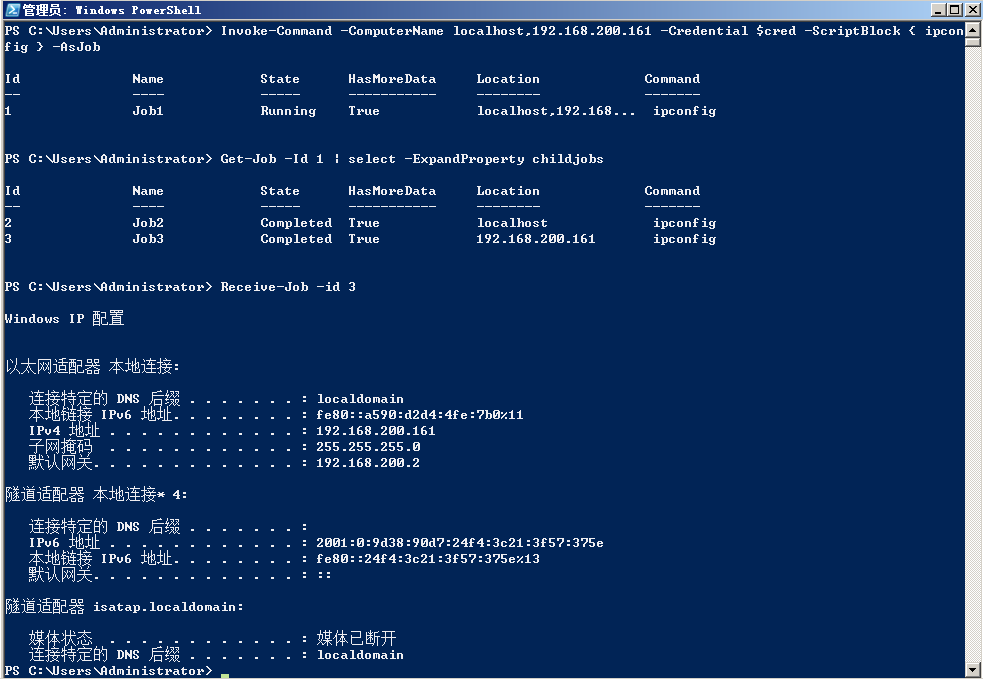 管理员: Windows PowerShell
PS C:\Users\Administrator> Invoke-Command -ComputerName localhost,192.168.200.161 -Credential $cred -ScriptBlock { ipcon
fig } -AsJob
Id Name State HasMoreData Location Command
-- ---- ----- ----------- -------- -------
1 Job1 Running True localhost,192.168... ipconfig
PS C:\Users\Administrator> Get-Job -Id 1 | select -ExpandProperty childjobs
Id Name State HasMoreData Location Command
-- ---- ----- ----------- -------- -------
2 Job2 Completed True localhost ipconfig
3 Job3 Completed True 192.168.200.161 ipconfig
PS C:\Users\Administrator> Receive-Job -id 3
Windows IP 配置
以太网适配器 本地连接:
连接特定的 DNS 后缀 . . . . . . . : localdomain
本地链接 IPv6 地址. . . . . . . . : fe80::a590:d2d4:4fe:7b0%11
IPv4 地址 . . . . . . . . . . . . : 192.168.200.161
子网掩码  . . . . . . . . . . . . : 255.255.255.0
默认网关. . . . . . . . . . . . . : 192.168.200.2
隧道适配器 本地连接* 4:
连接特定的 DNS 后缀 . . . . . . . :
IPv6 地址 . . . . . . . . . . . . : 2001:0:9d38:90d7:24f4:3c21:3f57:375e
本地链接 IPv6 地址. . . . . . . . : fe80::24f4:3c21:3f57:375e%13
默认网关. . . . . . . . . . . . . : ::
隧道适配器 isatap.localdomain:
媒体状态  . . . . . . . . . . . . : 媒体已断开
连接特定的 DNS 后缀 . . . . . . . : localdomain
PS C:\Users\Administrator>